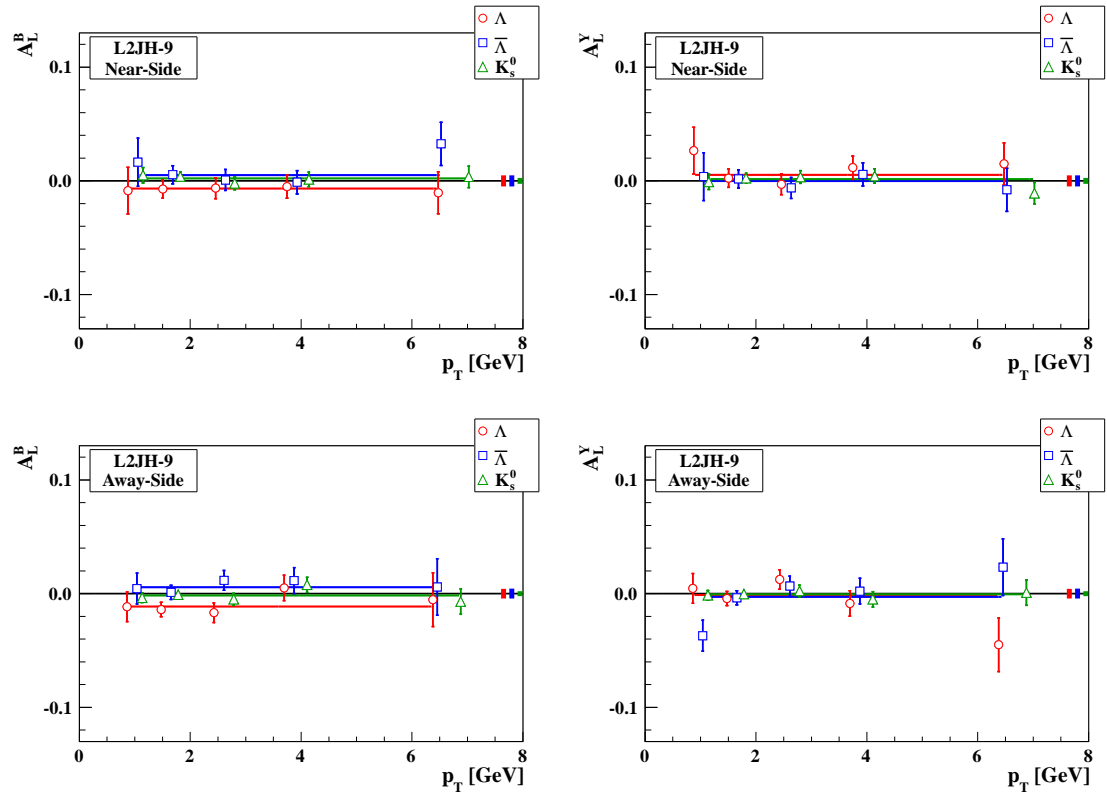 A_L^B
L2JH-9
Near-Side
Λ
Λ̅
K_s^0
0.1
0.0
-0.1
0 2 4 6 8
p_T [GeV]
A_L^Y
L2JH-9
Near-Side
Λ
Λ̅
K_s^0
0.1
0.0
-0.1
0 2 4 6 8
p_T [GeV]
A_L^B
L2JH-9
Away-Side
Λ
Λ̅
K_s^0
0.1
0.0
-0.1
0 2 4 6 8
p_T [GeV]
A_L^Y
L2JH-9
Away-Side
Λ
Λ̅
K_s^0
0.1
0.0
-0.1
0 2 4 6 8
p_T [GeV]